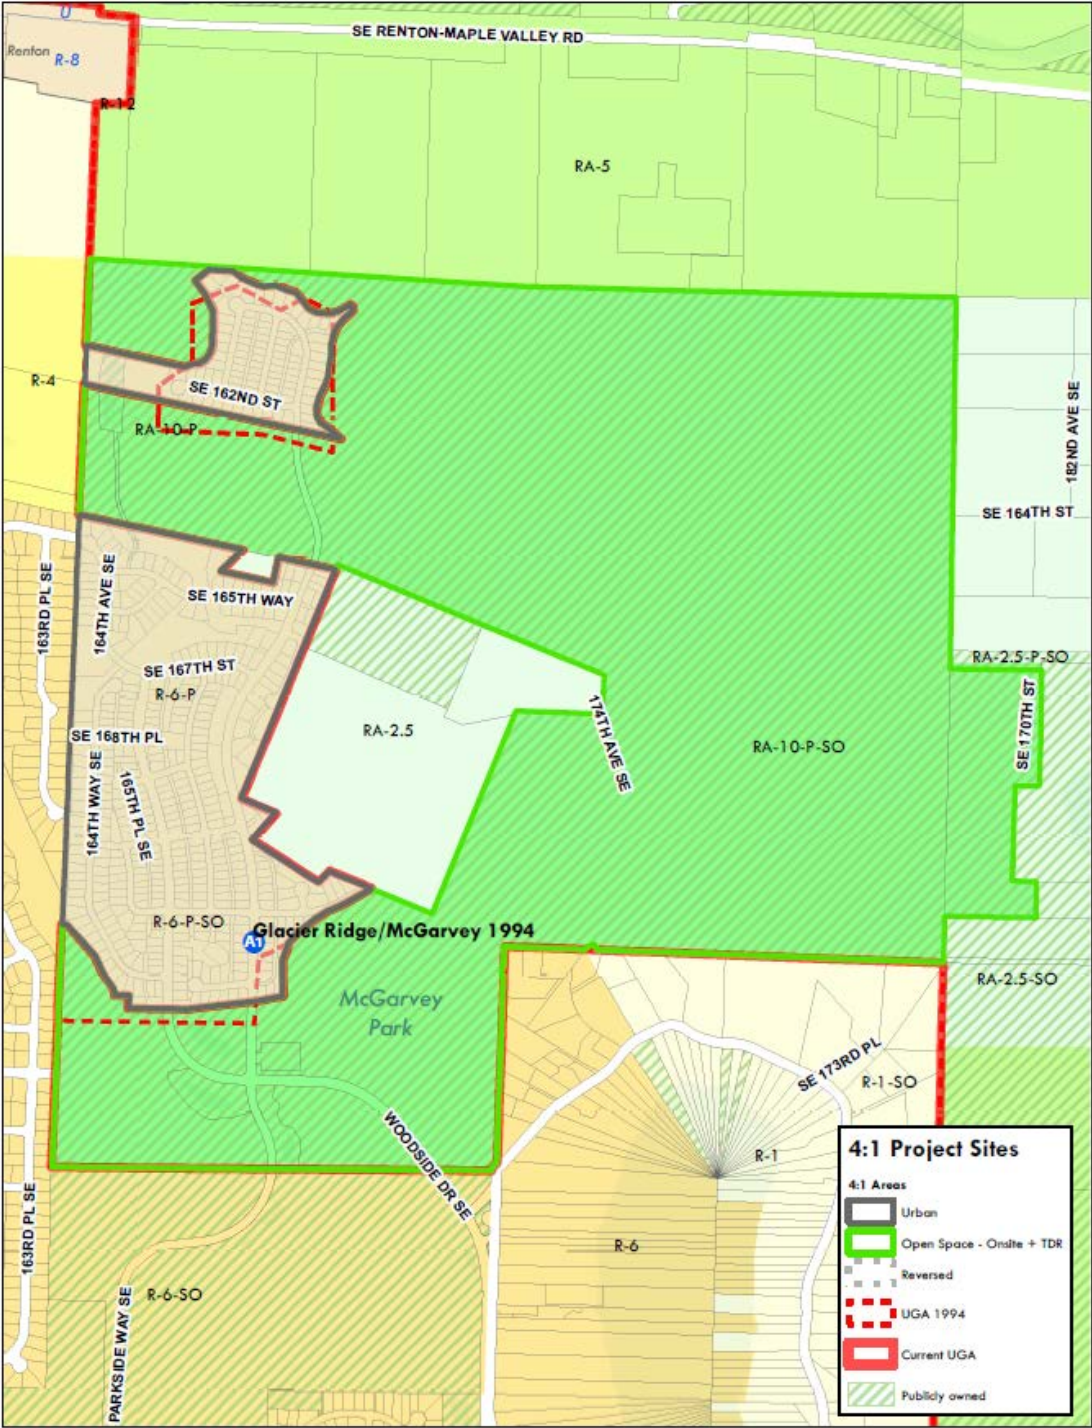 U
SE RENTON-MAPLE VALLEY RD
Renton
R-8
R-12
RA-5
R-4
SE 162ND ST
182ND AVE SE
RA-10-P
SE 164TH ST
163RD PL SE
164TH AVE SE
SE 165TH WAY
RA-2.5-P-SO
SE 167TH ST
R-6-P
174TH AVE SE
SE 170TH ST
RA-2.5
SE 168TH PL
RA-10-P-SO
164TH WAY SE
165TH PL SE
R-6-P-SO
Glacier Ridge/McGarvey 1994
A1
RA-2.5-SO
McGarvey
Park
SE 173RD PL
R-1-SO
WOODSIDE DR SE
R-1
163RD PL SE
R-6
R-6-SO
PARKSIDE WAY SE
4:1 Project Sites
4:1 Areas
Urban
Open Space - Onsite + TDR
Reversed
UGA 1994
Current UGA
Publicly owned